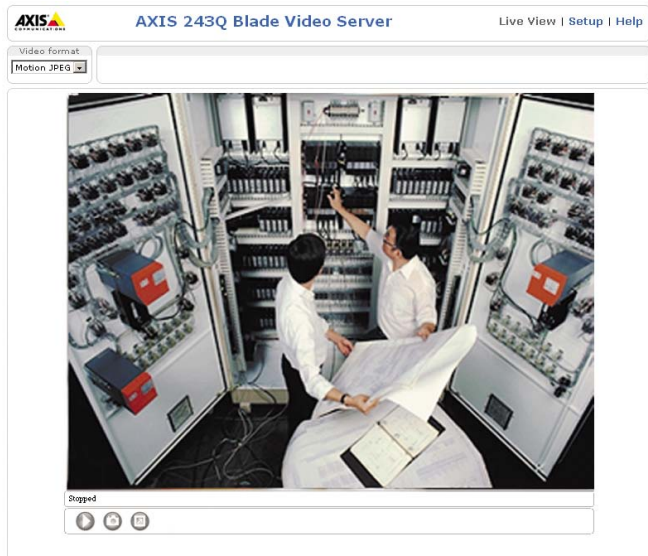 AXIS
COMMUNICATIONS
AXIS 243Q Blade Video Server
Live View | Setup | Help
Video format
Motion JPEG
Stopped